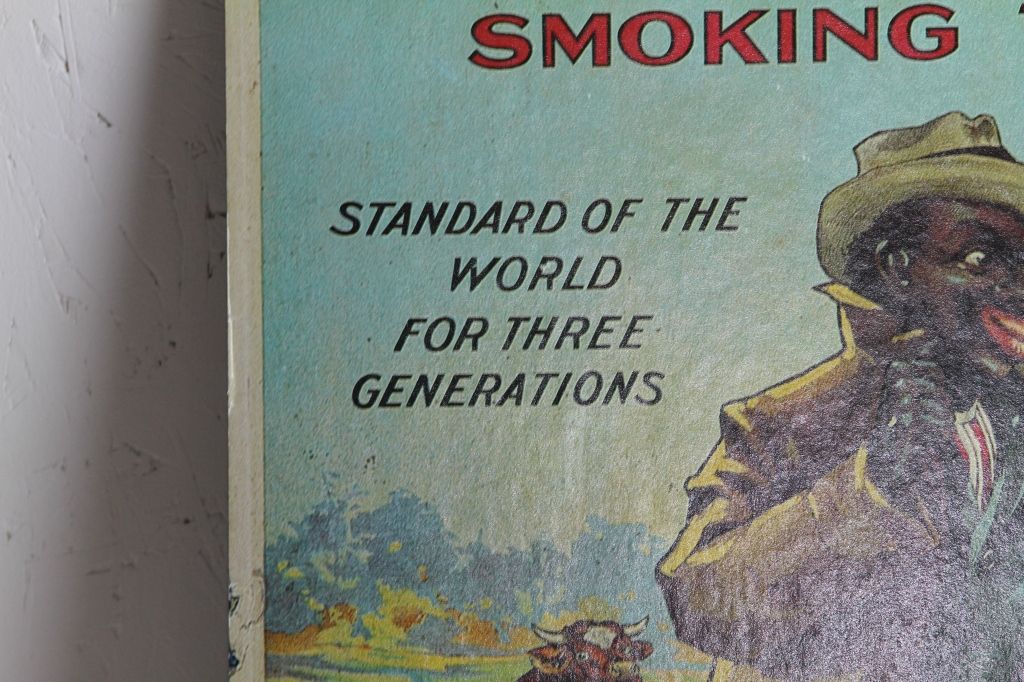 SMOKING
STANDARD OF THE
WORLD
FOR THREE
GENERATIONS